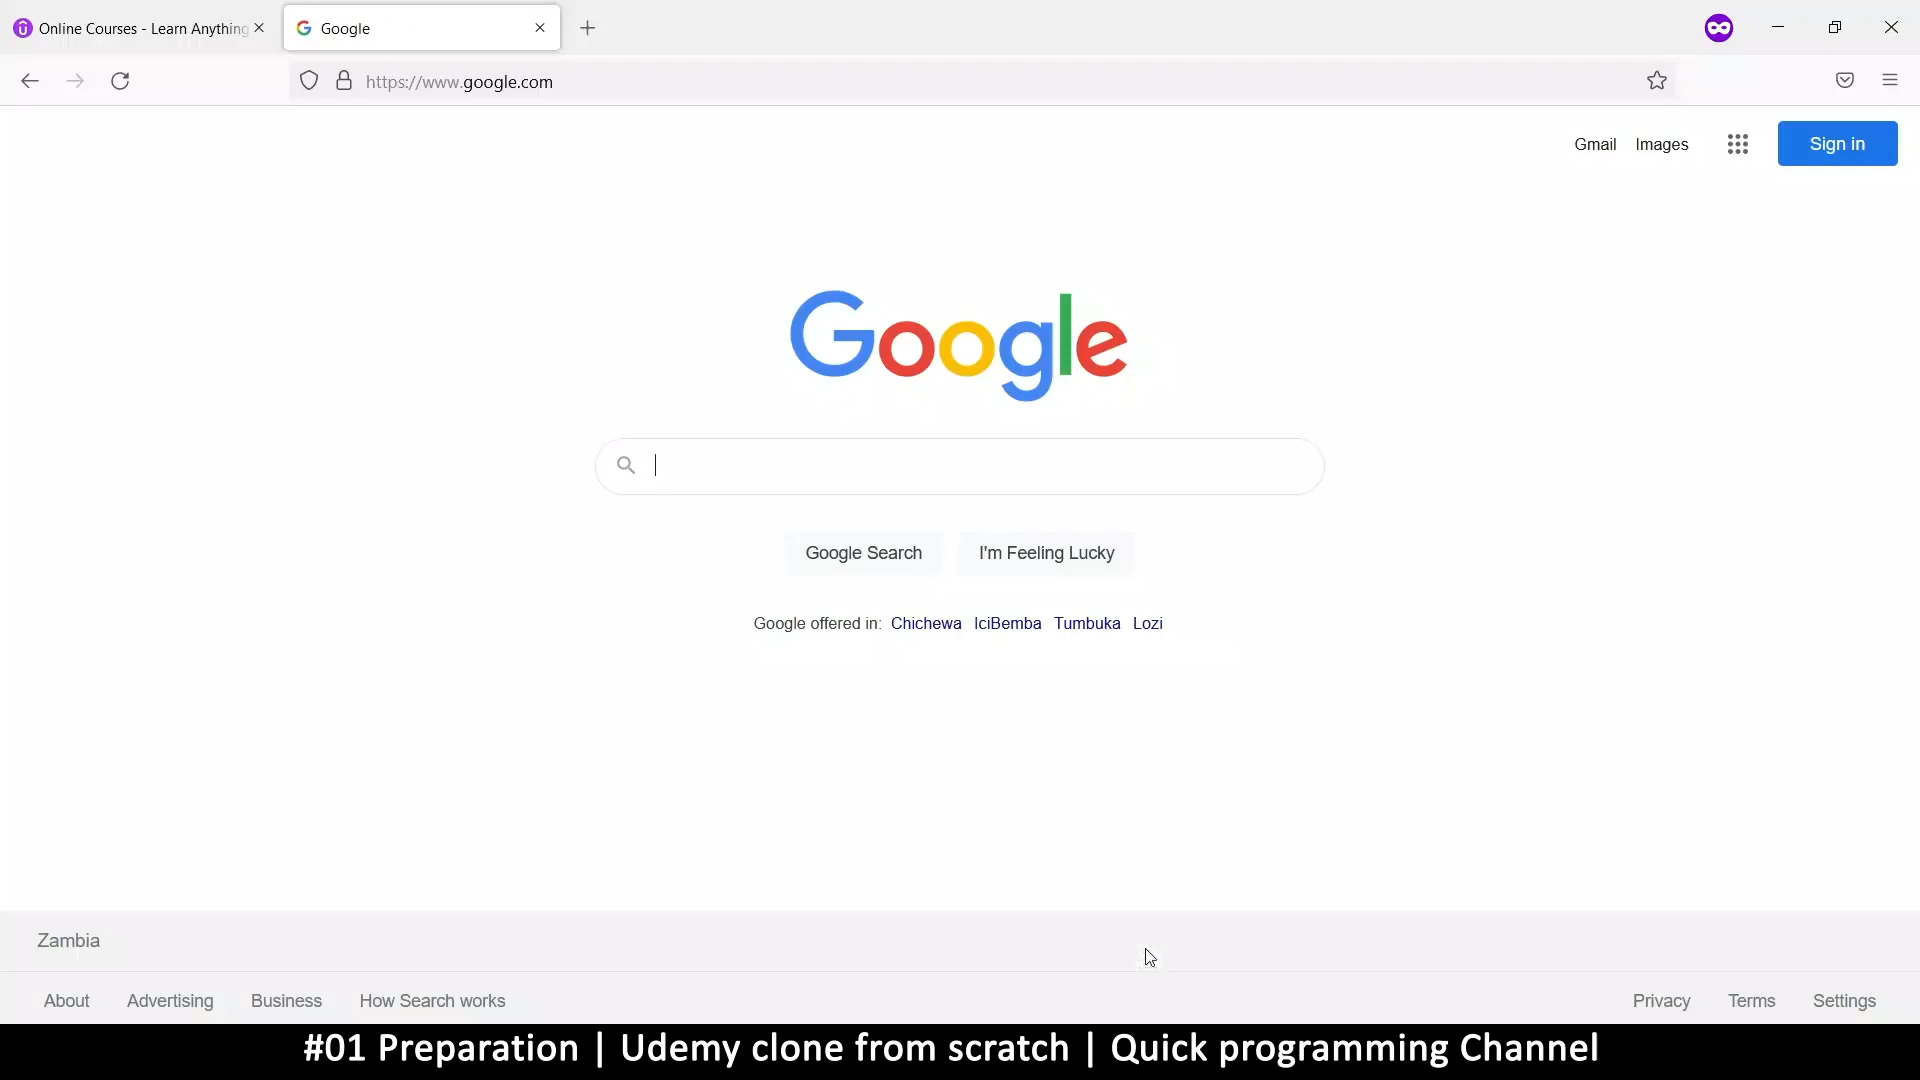 Online Courses - Learn Anything
Google
https://www.google.com
Gmail Images Sign in
Google
Google Search I'm Feeling Lucky
Google offered in: Chichewa IciBemba Tumbuka Lozi
Zambia
About Advertising Business How Search works Privacy Terms Settings
#01 Preparation | Udemy clone from scratch | Quick programming Channel